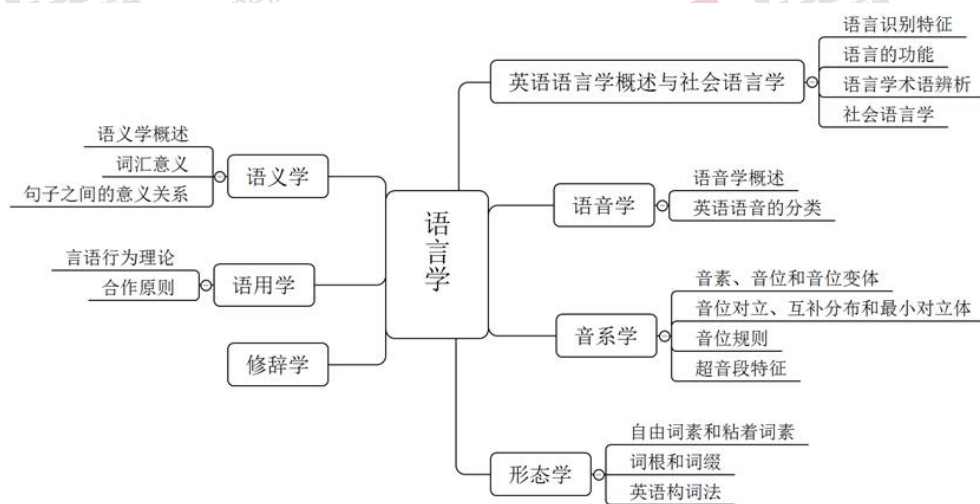 语言学
英语语言学概述与社会语言学
语言识别特征
语言的功能
语言学术语辨析
社会语言学
语音学
语音学概述
英语语音的分类
音系学
音素、音位和音位变体
音位对立、互补分布和最小对立体
音位规则
超音段特征
形态学
自由词素和粘着词素
词根和词缀
英语构词法
语义学
语义学概述
词汇意义
句子之间的意义关系
语用学
言语行为理论
合作原则
修辞学